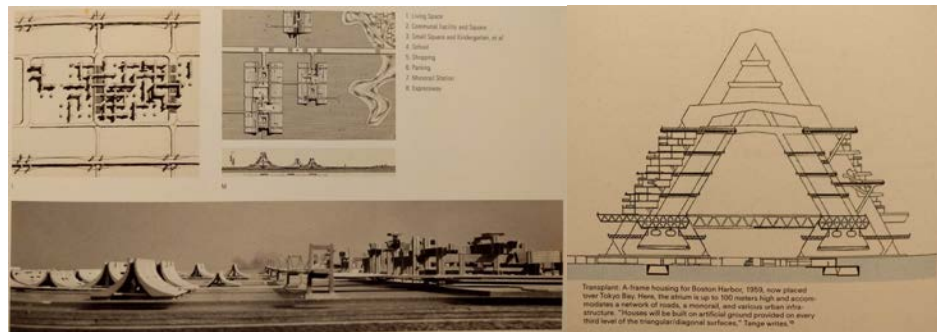 1. Living Space
2. Communal Facility and Square
3. Small Square and Kindergarten, et al
4. School
5. Shopping
6. Parking
7. Monorail Station
8. Expressway
Transplant: A-frame housing for Boston Harbor, 1959, now placed
over Tokyo Bay. Here, the atrium is up to 100 meters high and accom-
modates a network of roads, a monorail, and various urban infra-
structure. "Houses will be built on artificial ground provided on every
third level of the triangular/diagonal surfaces," Tange writes.